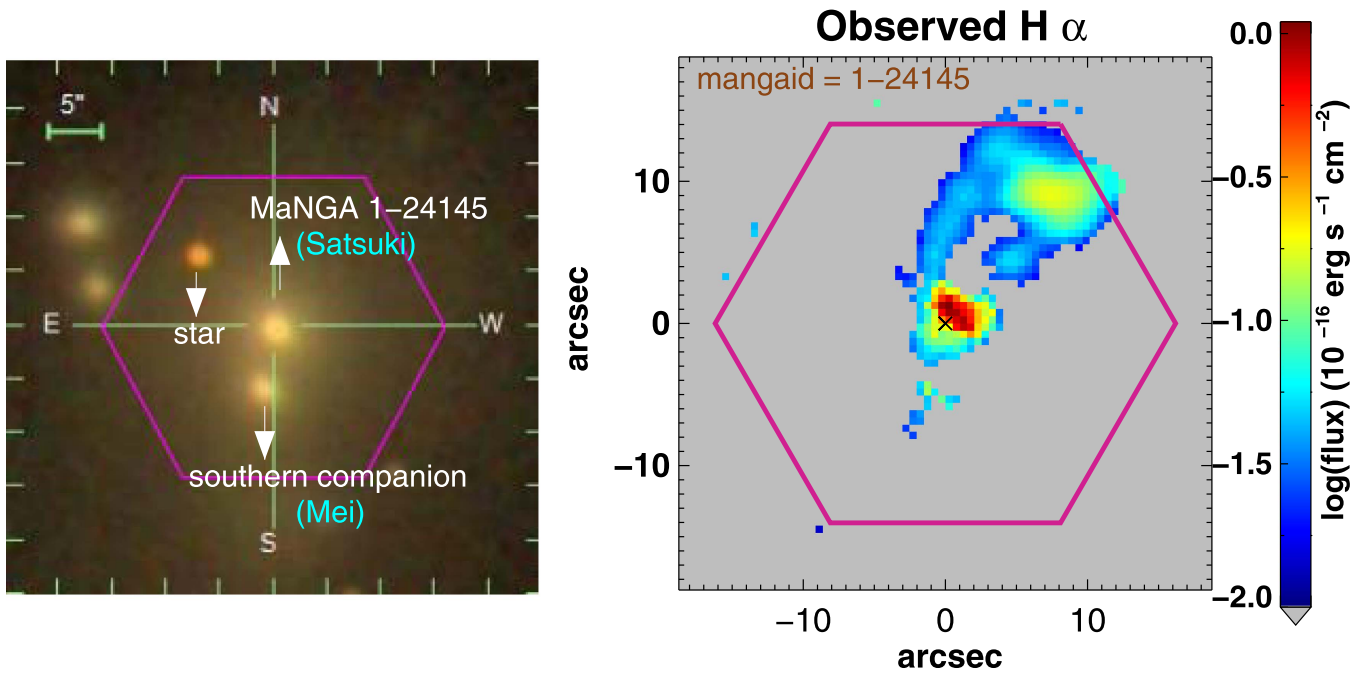 5"
N
MaNGA 1−24145
(Satsuki)
E
W
star
southern companion
(Mei)
S
Observed H α
mangaid = 1−24145
arcsec
10
0
−10
−10
0
10
arcsec
0.0
−0.5
−1.0
−1.5
−2.0
log(flux) (10 −16 erg s −1 cm −2)